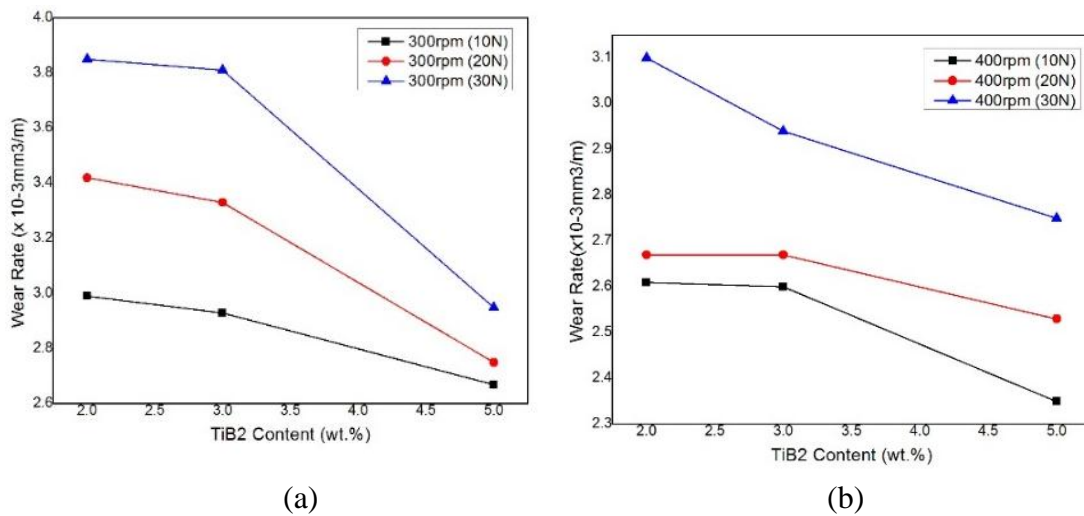 4.0
3.8
3.6
3.4
3.2
3.0
2.8
2.6
Wear Rate (x 10-3mm3/m)
300rpm (10N)
300rpm (20N)
300rpm (30N)
2.0 2.5 3.0 3.5 4.0 4.5 5.0
TiB2 Content (wt.%)
(a)
3.1
3.0
2.9
2.8
2.7
2.6
2.5
2.4
2.3
Wear Rate(x10-3mm3/m)
400rpm (10N)
400rpm (20N)
400rpm (30N)
2.0 2.5 3.0 3.5 4.0 4.5 5.0
TiB2 Content (wt.%)
(b)